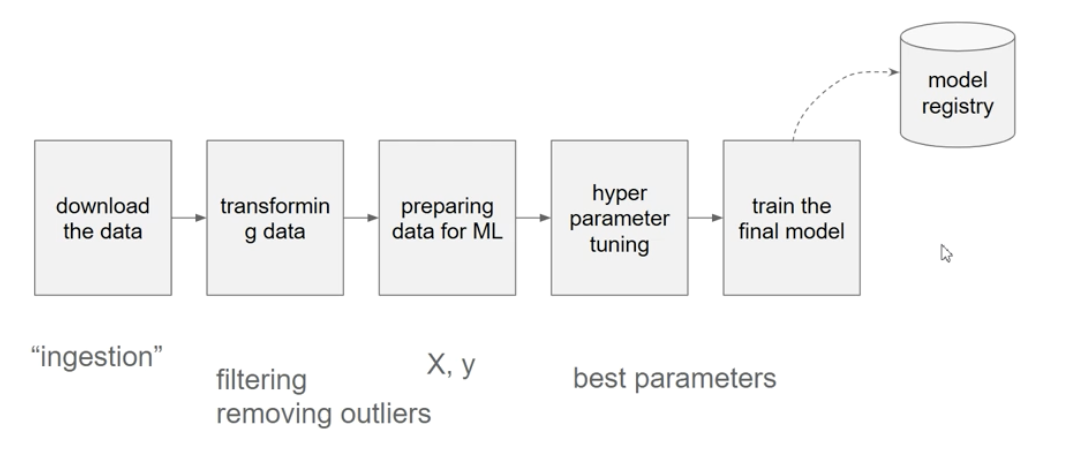 model
registry
download
the data
transformin
g data
preparing
data for ML
hyper
parameter
tuning
train the
final model
“ingestion”
filtering
removing outliers
X, y
best parameters